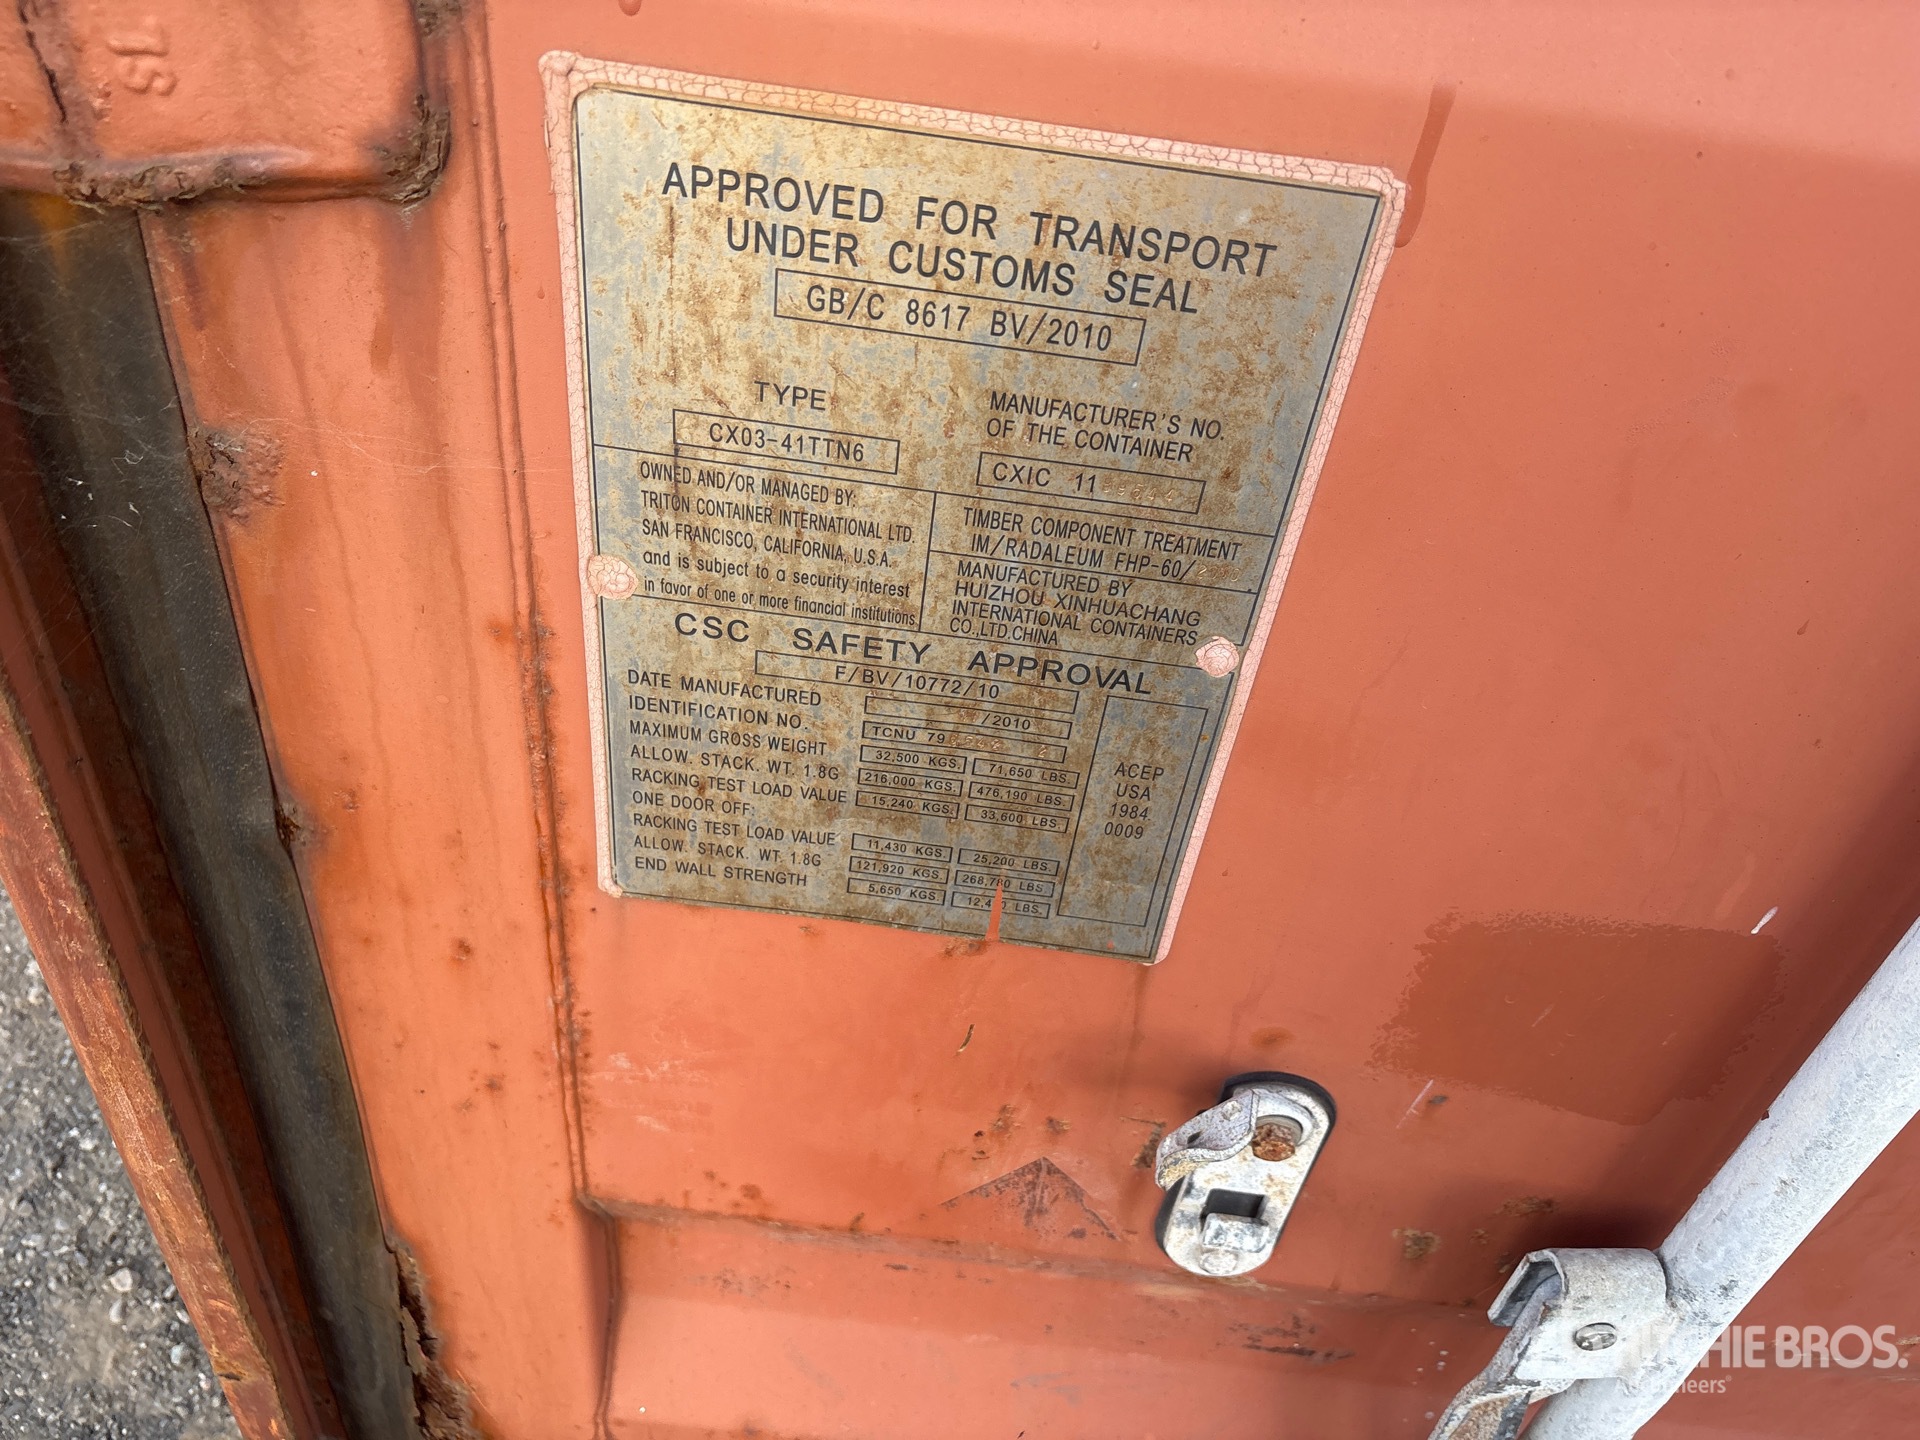 SL
APPROVED FOR TRANSPORT
UNDER CUSTOMS SEAL
GB/C 8617 BV/2010
TYPE
CX03-41TTN6
MANUFACTURER'S NO.
OF THE CONTAINER
CXIC 11
OWNED AND/OR MANAGED BY:
TRITON CONTAINER INTERNATIONAL LTD.
SAN FRANCISCO, CALIFORNIA, U.S.A.
and is subject to a security interest
in favor of one or more financial institutions
TIMBER COMPONENT TREATMENT
IM/RADALEUM FHP-60/2010
MANUFACTURED BY
HUIZHOU XINHUACHANG
INTERNATIONAL CONTAINERS
CO.,LTD.CHINA
CSC SAFETY APPROVAL
F/BV/10772/10
DATE MANUFACTURED /2010
IDENTIFICATION NO. TCNU 79
MAXIMUM GROSS WEIGHT 32,500 KGS. 71,650 LBS.
ALLOW. STACK. WT. 1.8G 216,000 KGS. 476,190 LBS.
RACKING TEST LOAD VALUE 15,240 KGS. 33,600 LBS.
ONE DOOR OFF:
RACKING TEST LOAD VALUE 11,430 KGS. 25,200 LBS.
ALLOW. STACK. WT. 1.8G 121,920 KGS. 268,780 LBS.
END WALL STRENGTH 5,650 KGS. LBS.
ACEP
USA
1984
0009
RITCHIE BROS.
Auctioneers